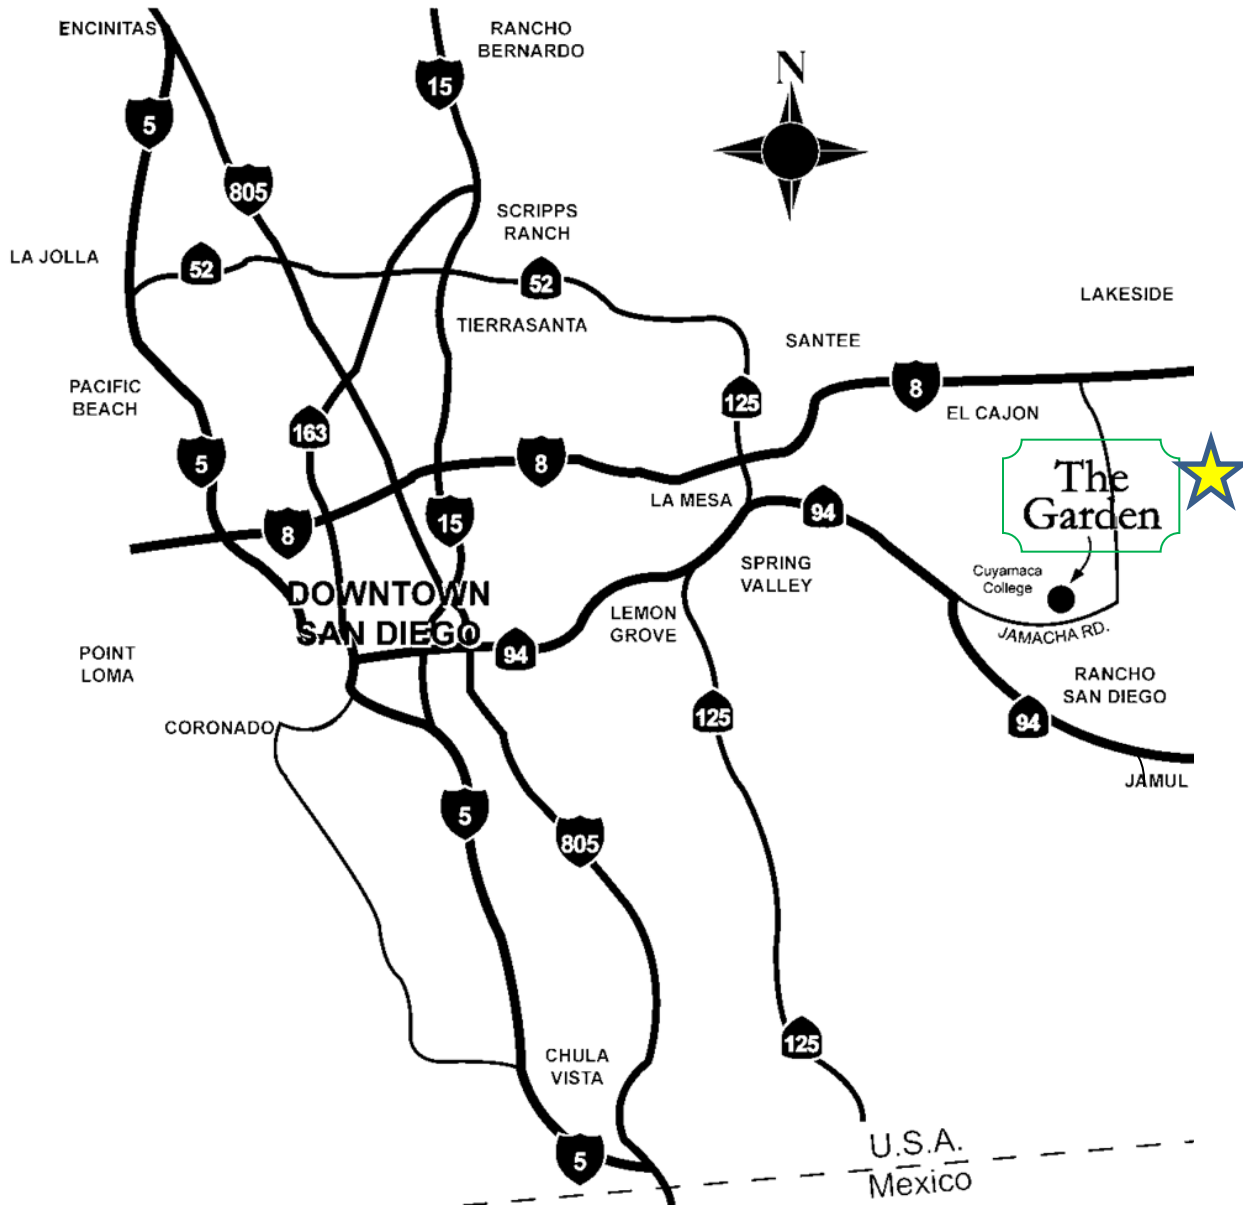 ENCINITAS
RANCHO
BERNARDO
N
15
5
805
SCRIPPS
RANCH
LA JOLLA
52
52
LAKESIDE
TIERRASANTA
SANTEE
PACIFIC
BEACH
8
125
EL CAJON
163
5
8
The
Garden
LA MESA
94
15
8
SPRING
VALLEY
Cuyamaca
College
DOWNTOWN
SAN DIEGO
LEMON
GROVE
JAMACHA RD.
94
POINT
LOMA
RANCHO
SAN DIEGO
125
94
CORONADO
JAMUL
5
805
125
CHULA
VISTA
5
U.S.A.
Mexico